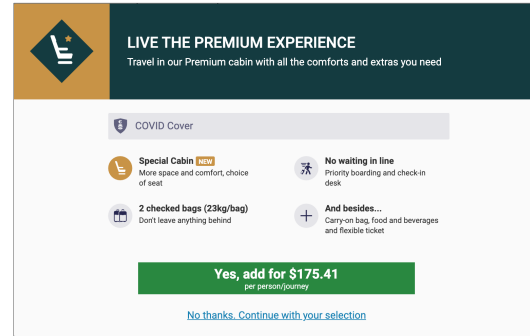 LIVE THE PREMIUM EXPERIENCE
Travel in our Premium cabin with all the comforts and extras you need
COVID Cover
Special Cabin NEW
More space and comfort, choice
of seat
No waiting in line
Priority boarding and check-in
desk
2 checked bags (23kg/bag)
Don't leave anything behind
And besides...
Carry-on bag, food and beverages
and flexible ticket
Yes, add for $175.41
per person/journey
No thanks. Continue with your selection